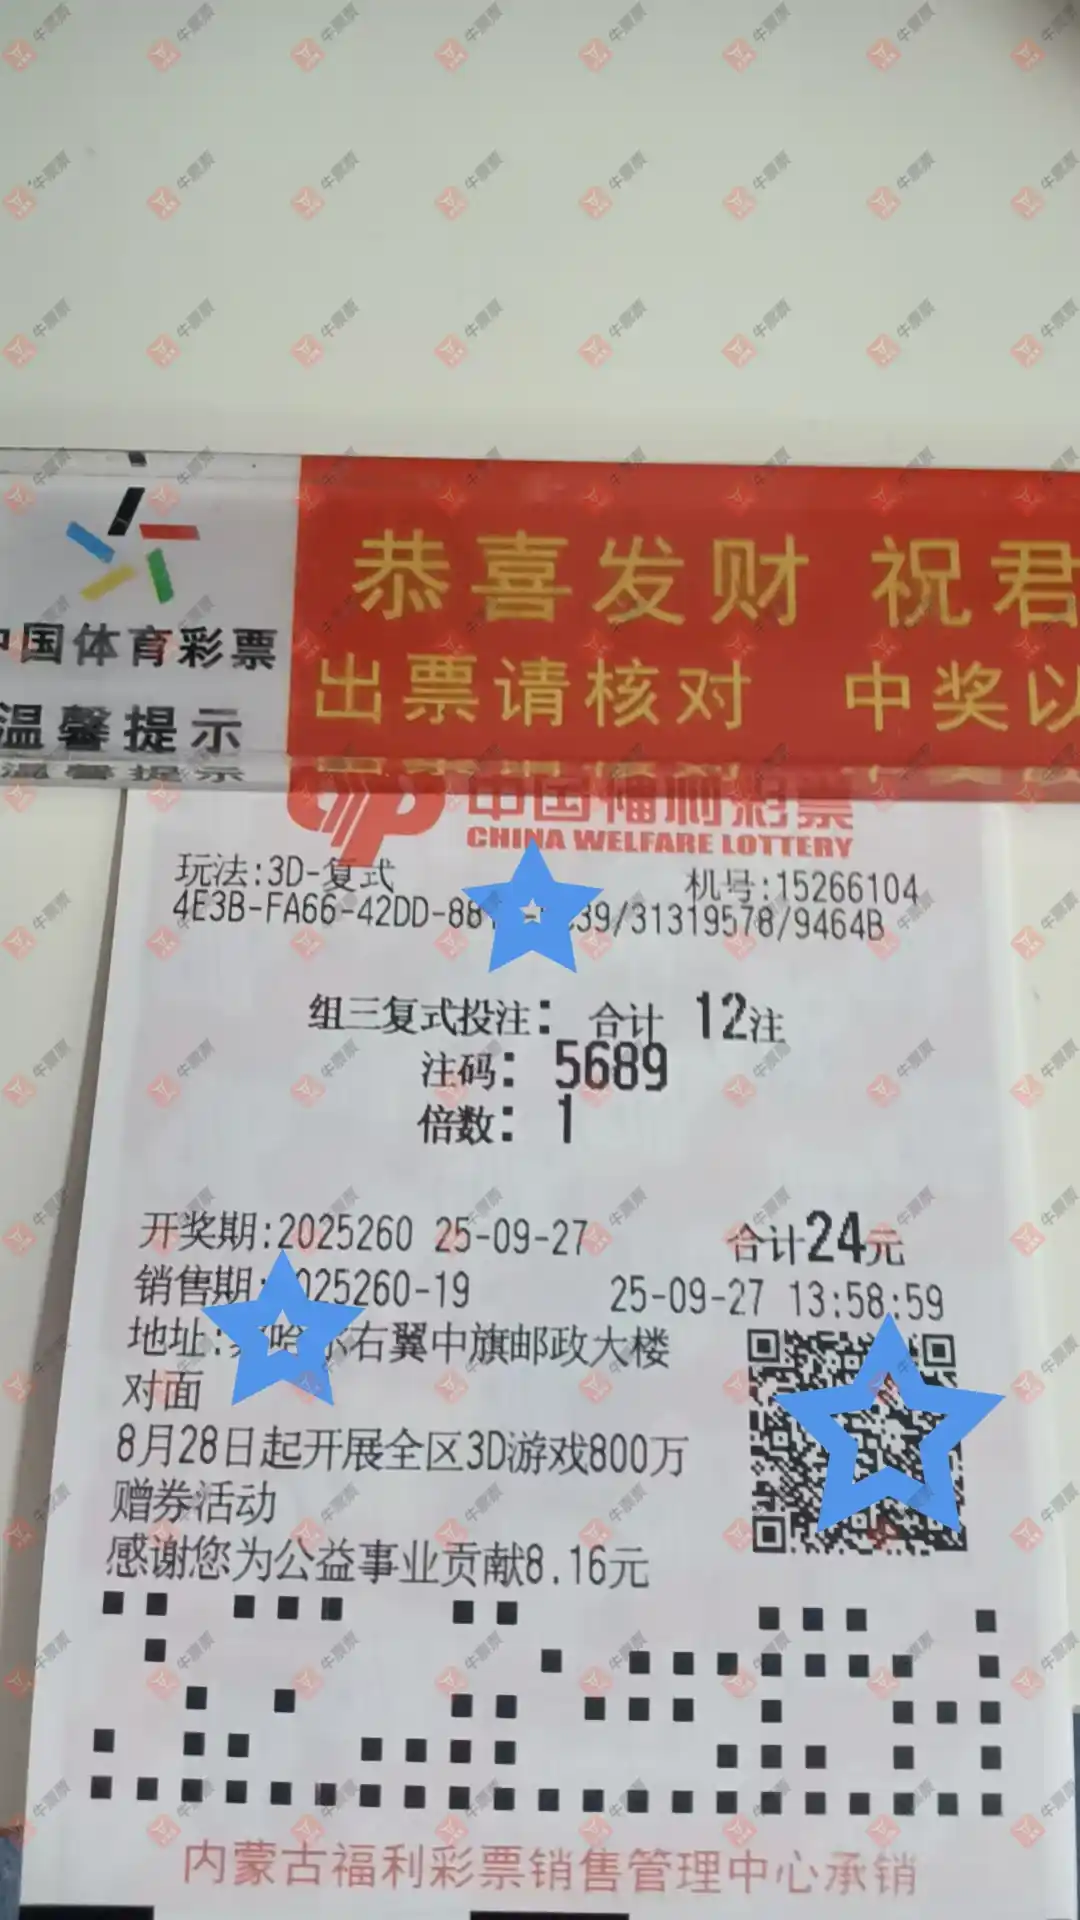 恭喜发财 祝君
中国体育彩票
出票请核对 中奖以
温馨提示
中国福利彩票
CHINA WELFARE LOTTERY
玩法:3D-复式 机号:15266104
4E3B-FA66-42DD-88 39/31319578/9464B
组三复式投注: 合计 12注
注码: 5689
倍数: 1
开奖期:2025260 25-09-27 合计24元
销售期: 025260-19 25-09-27 13:58:59
地址: 哈尔右翼中旗邮政大楼
对面
8月28日起开展全区3D游戏800万
赠券活动
感谢您为公益事业贡献8.16元
内蒙古福利彩票销售管理中心承销
牛票票